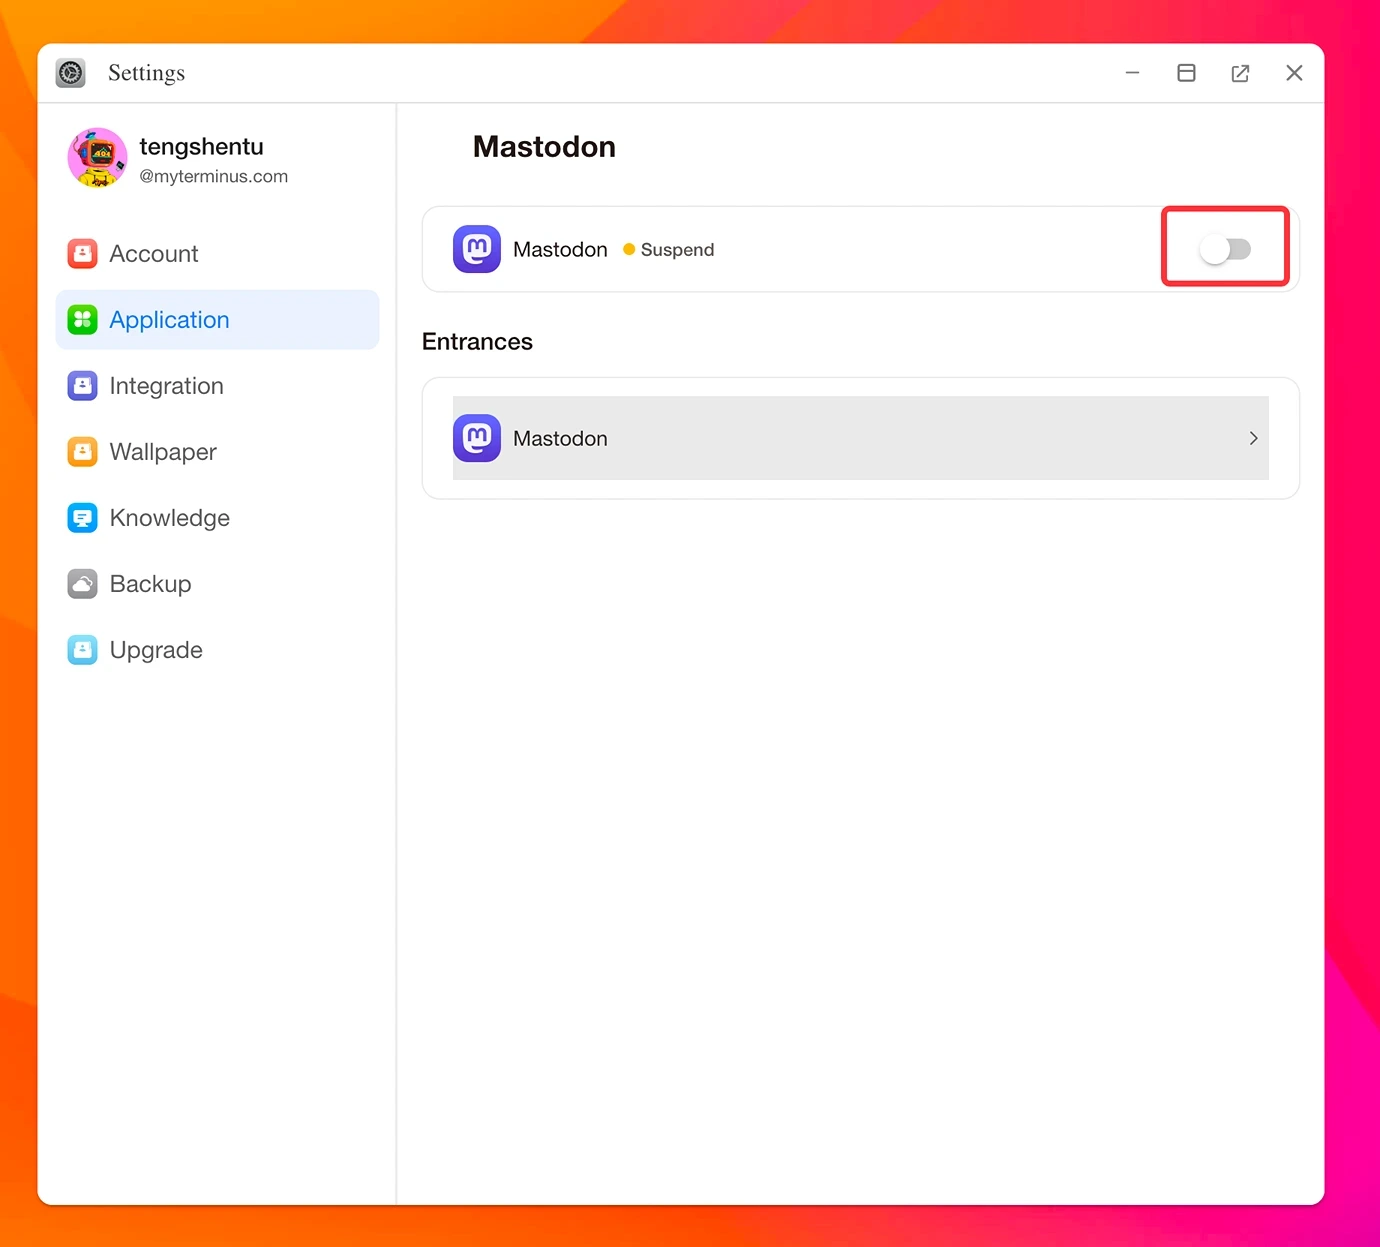 Settings
tengshentu
@myterminus.com
Account
Application
Integration
Wallpaper
Knowledge
Backup
Upgrade
Mastodon
Mastodon Suspend
Entrances
Mastodon